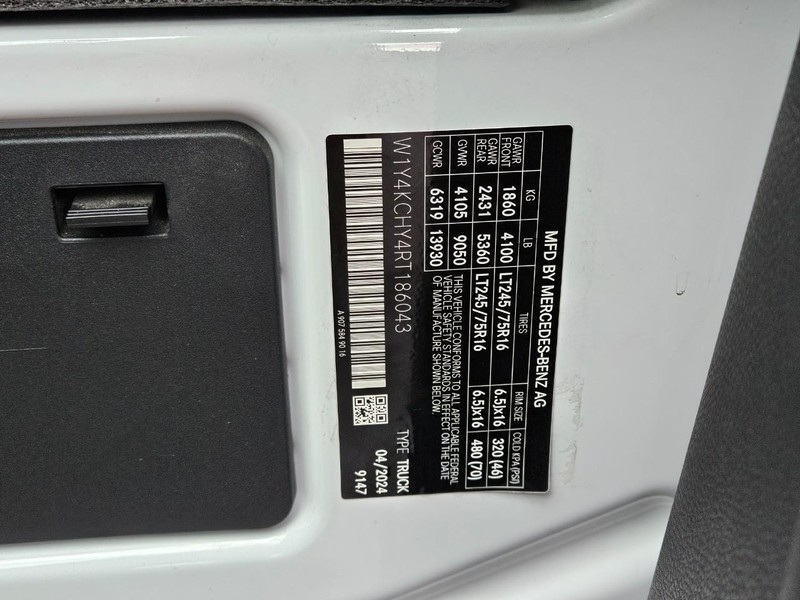 MFD BY MERCEDES-BENZ AG
KG LB TIRES RIM SIZE COLD KPA(PSI)
GAWR FRONT 1860 4100 LT245/75R16 6.5Jx16 320 (46)
GAWR REAR 2431 5360 LT245/75R16 6.5Jx16 480 (70)
GVWR 4105 9050
GCWR 6319 13930
THIS VEHICLE CONFORMS TO ALL APPLICABLE FEDERAL
VEHICLE SAFETY STANDARDS IN EFFECT ON THE DATE
OF MANUFACTURE SHOWN BELOW.
W1Y4KCHY4RT186043
TYPE TRUCK
04/2024
9147
A 907 584 90 16